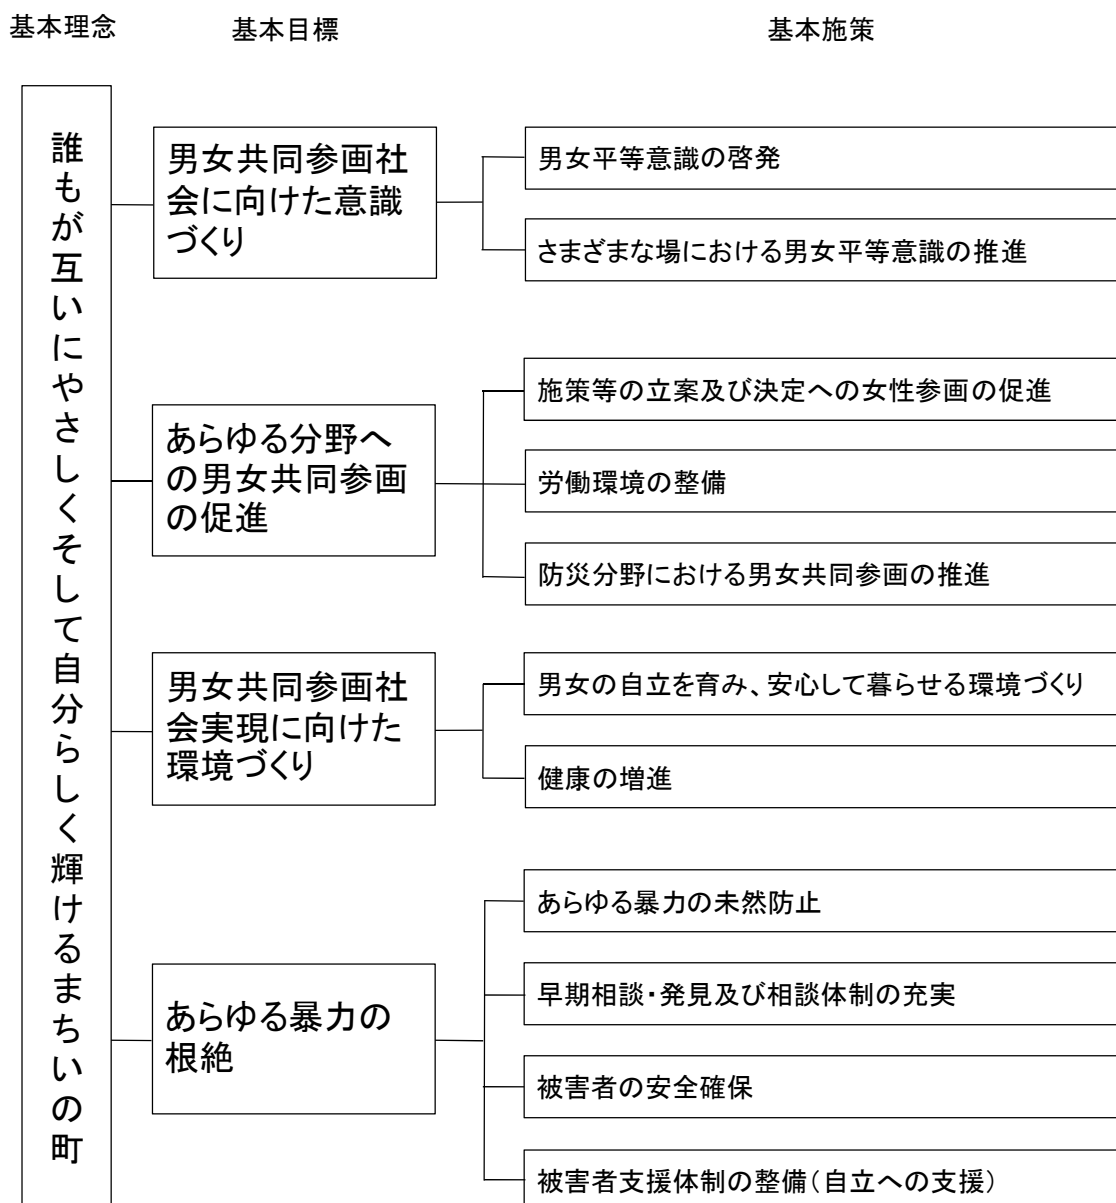 基本理念
基本目標
基本施策
誰もが互いにやさしくそして自分らしく輝けるまちいの町
男女共同参画社
会に向けた意識
づくり
男女平等意識の啓発
さまざまな場における男女平等意識の推進
あらゆる分野へ
の男女共同参画
の促進
施策等の立案及び決定への女性参画の促進
労働環境の整備
防災分野における男女共同参画の推進
男女共同参画社
会実現に向けた
環境づくり
男女の自立を育み、安心して暮らせる環境づくり
健康の増進
あらゆる暴力の
根絶
あらゆる暴力の未然防止
早期相談・発見及び相談体制の充実
被害者の安全確保
被害者支援体制の整備（自立への支援）